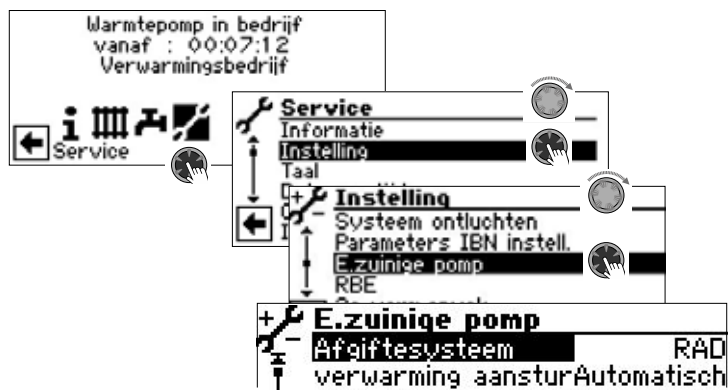 Warmtepomp in bedrijf
vanaf : 00:07:12
Verwarmingsbedrijf
Service
Service
Informatie
Instelling
Taal
Instelling
Systeem ontluchten
Parameters IBN instell.
E.zuinige pomp
RBE
E.zuinige pomp
Afgiftesysteem RAD
verwarming aansturAutomatisch